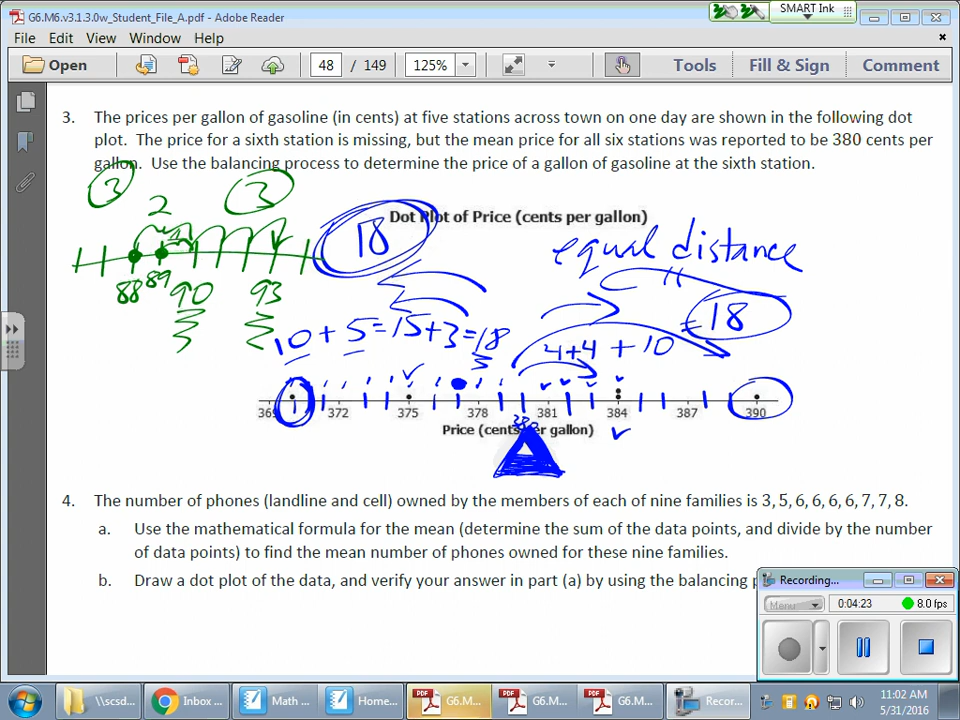 G6.M6.v3.1.3.0w_Student_File_A.pdf - Adobe Reader
SMART Ink
File Edit View Window Help
Open 48 / 149 125% Tools Fill & Sign Comment
3. The prices per gallon of gasoline (in cents) at five stations across town on one day are shown in the following dot
plot. The price for a sixth station is missing, but the mean price for all six stations was reported to be 380 cents per
gallon. Use the balancing process to determine the price of a gallon of gasoline at the sixth station.
3 2 3
88 89 90 93
Dot Plot of Price (cents per gallon)
18 equal distance
10 + 5 = 15 + 3 = 18
4 + 4 + 10 = 18
369 372 375 378 381 384 387 390
380
Price (cents per gallon)
4. The number of phones (landline and cell) owned by the members of each of nine families is 3, 5, 6, 6, 6, 6, 7, 7, 8.
a. Use the mathematical formula for the mean (determine the sum of the data points, and divide by the number
of data points) to find the mean number of phones owned for these nine families.
b. Draw a dot plot of the data, and verify your answer in part (a) by using the balancing
Recording...
Menu 0:04:23 8.0 fps
\\scsd... Inbox ... Math ... Home... G6.M... G6.M... G6.M... Recor...
11:02 AM
5/31/2016